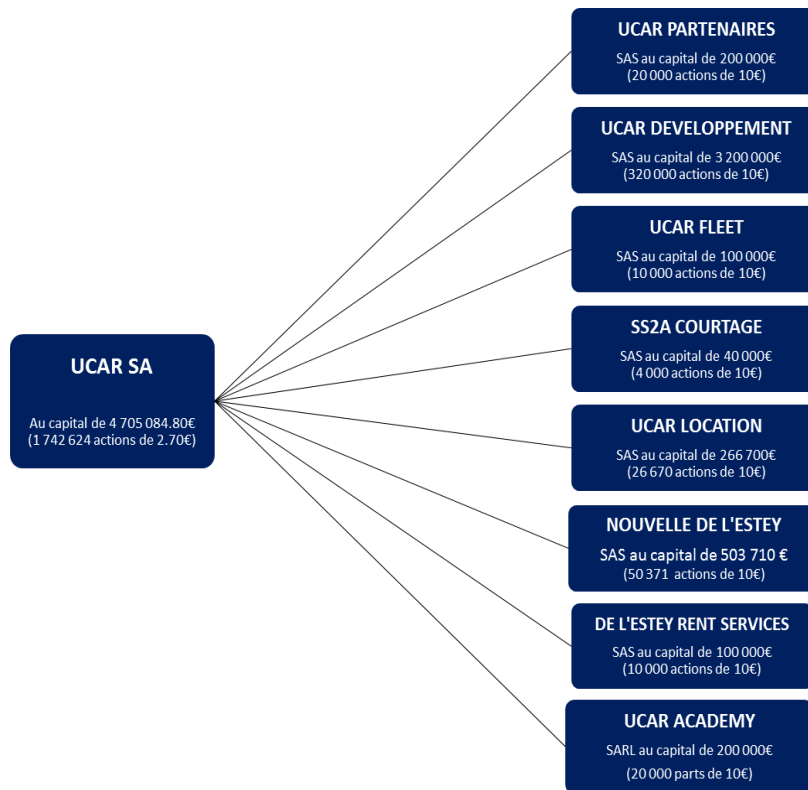 UCAR PARTENAIRES
SAS au capital de 200 000€
(20 000 actions de 10€)
UCAR DEVELOPPEMENT
SAS au capital de 3 200 000€
(320 000 actions de 10€)
UCAR FLEET
SAS au capital de 100 000€
(10 000 actions de 10€)
SS2A COURTAGE
SAS au capital de 40 000€
(4 000 actions de 10€)
UCAR SA
Au capital de 4 705 084.80€
(1 742 624 actions de 2.70€)
UCAR LOCATION
SAS au capital de 266 700€
(26 670 actions de 10€)
NOUVELLE DE L'ESTEY
SAS au capital de 503 710 €
(50 371 actions de 10€)
DE L'ESTEY RENT SERVICES
SAS au capital de 100 000€
(10 000 actions de 10€)
UCAR ACADEMY
SARL au capital de 200 000€
(20 000 parts de 10€)